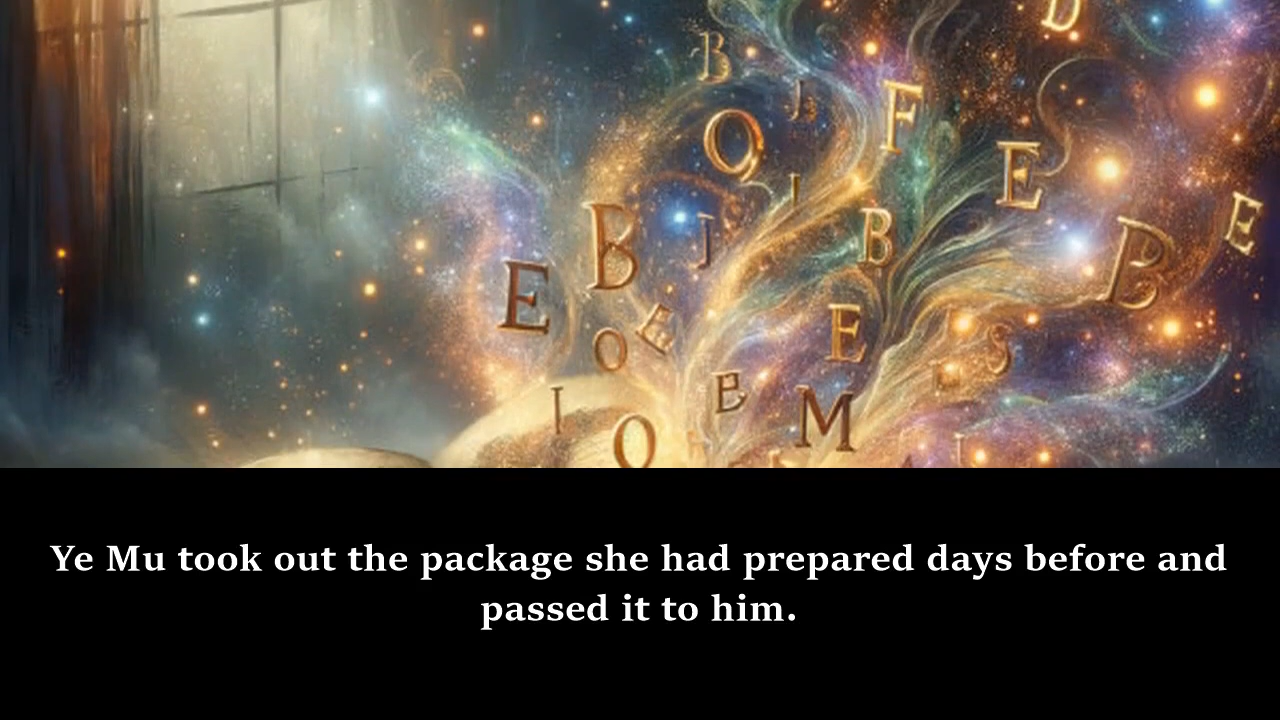 B
D
F
O
E
B
E
B
J
B
E
E
E
O
S
I
B
M
O
Ye Mu took out the package she had prepared days before and
passed it to him.